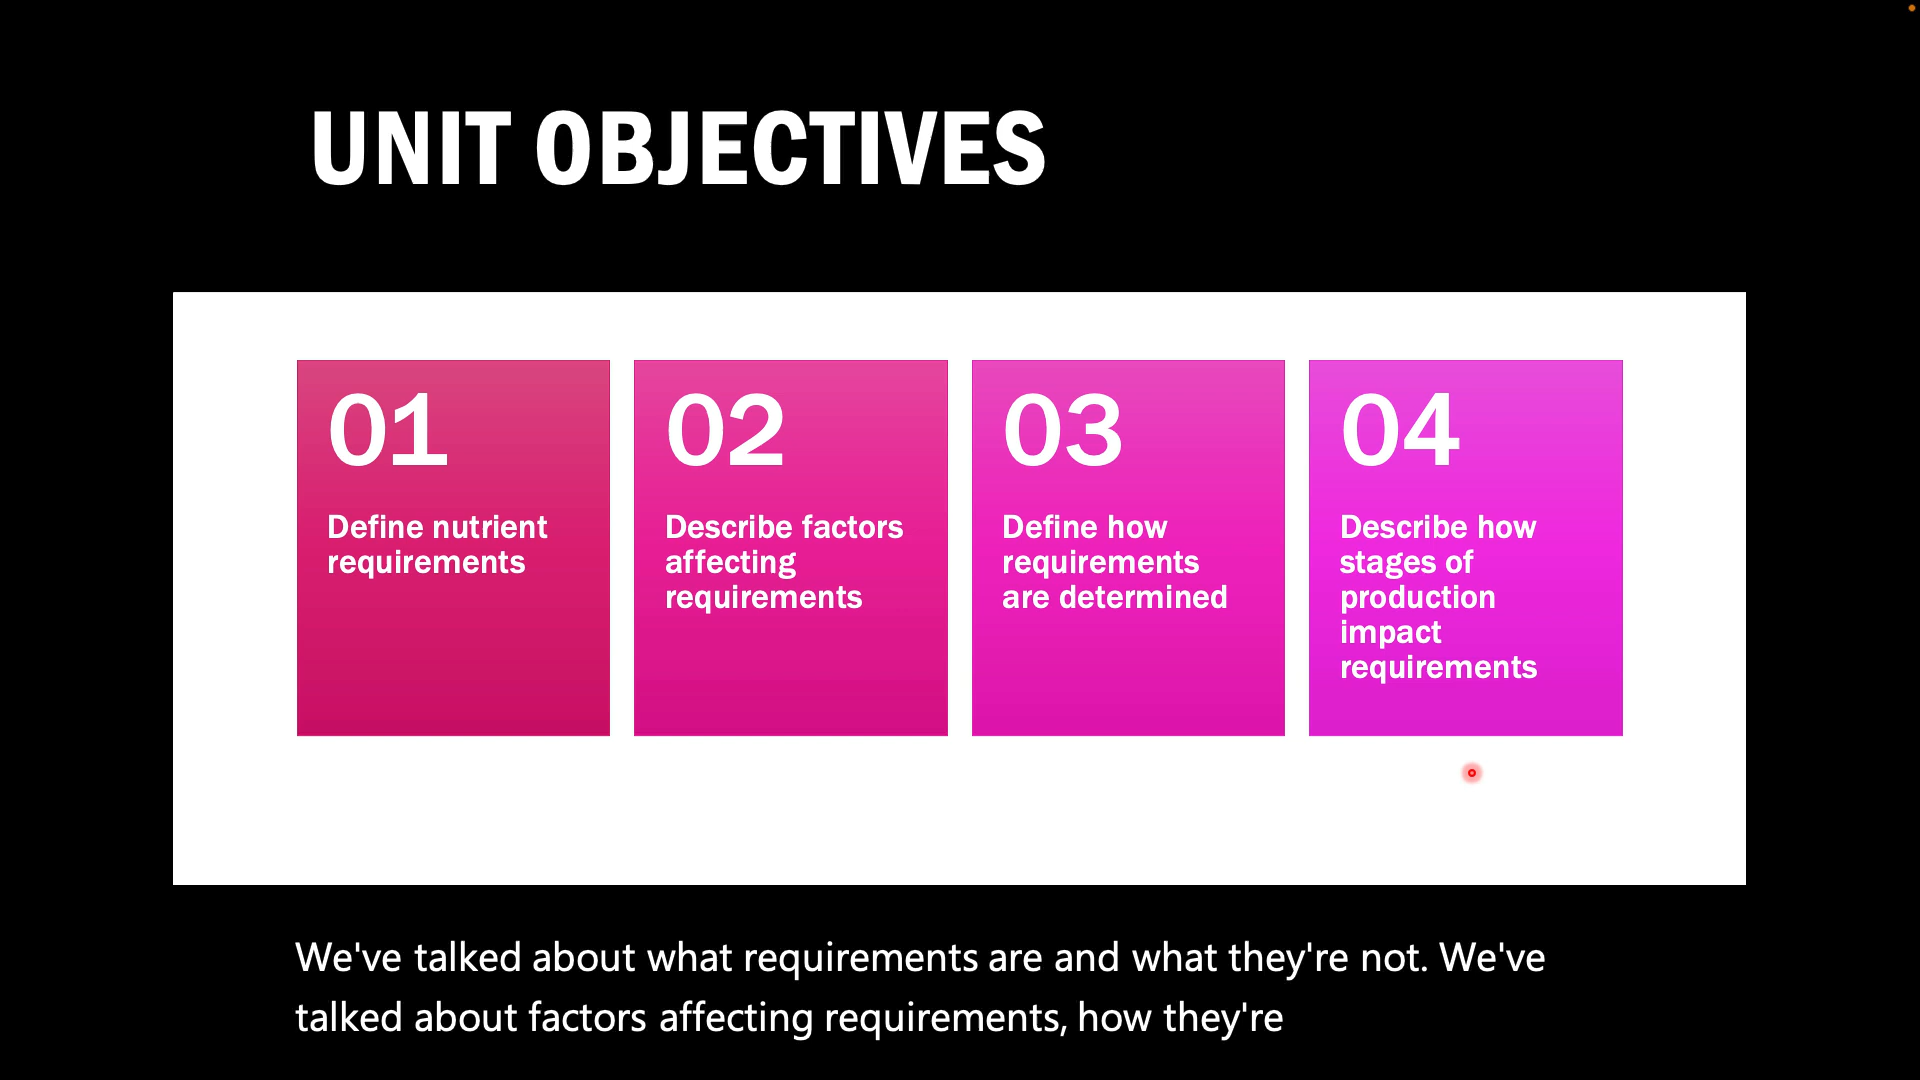 UNIT OBJECTIVES
01
Define nutrient
requirements
02
Describe factors
affecting
requirements
03
Define how
requirements
are determined
04
Describe how
stages of
production
impact
requirements
We've talked about what requirements are and what they're not. We've
talked about factors affecting requirements, how they're